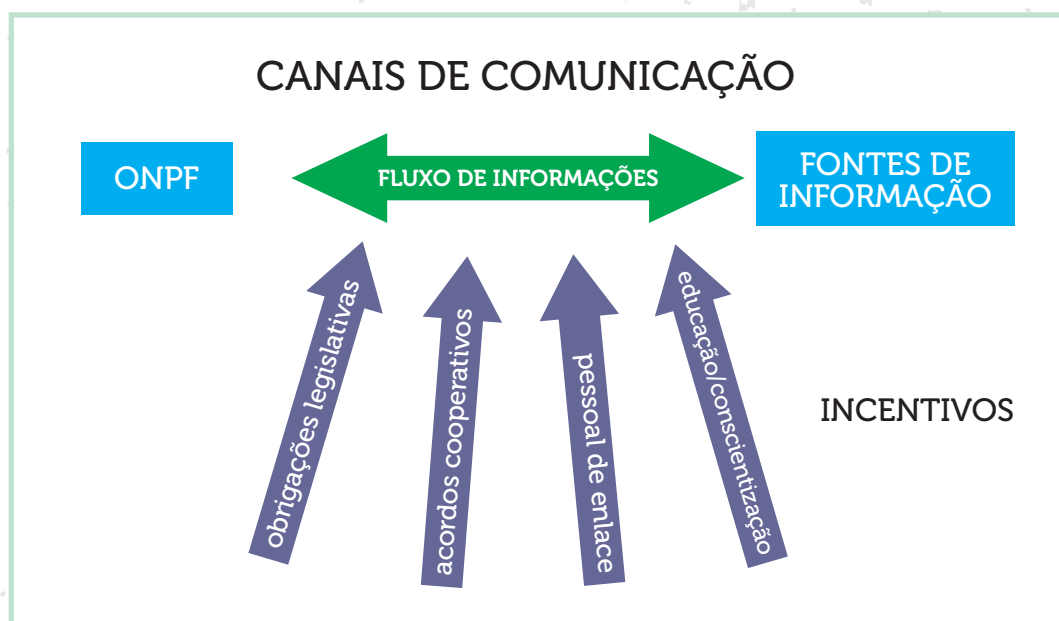 CANAIS DE COMUNICAÇÃO
ONPF
FLUXO DE INFORMAÇÕES
FONTES DE
INFORMAÇÃO
obrigações legislativas
acordos cooperativos
pessoal de enlace
educação/conscientização
INCENTIVOS